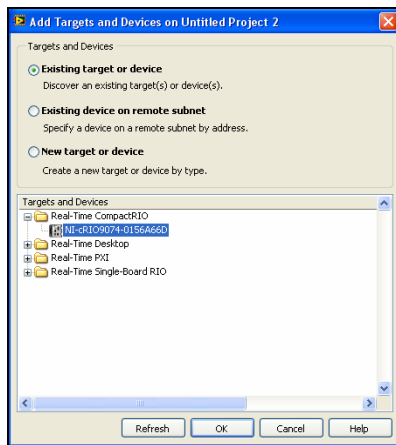 Add Targets and Devices on Untitled Project 2
Targets and Devices
Existing target or device
Discover an existing target(s) or device(s).
Existing device on remote subnet
Specify a device on a remote subnet by address.
New target or device
Create a new target or device by type.
Targets and Devices
Real-Time CompactRIO
NI-cRIO9074-0156A66D
Real-Time Desktop
Real-Time PXI
Real-Time Single-Board RIO
Refresh OK Cancel Help